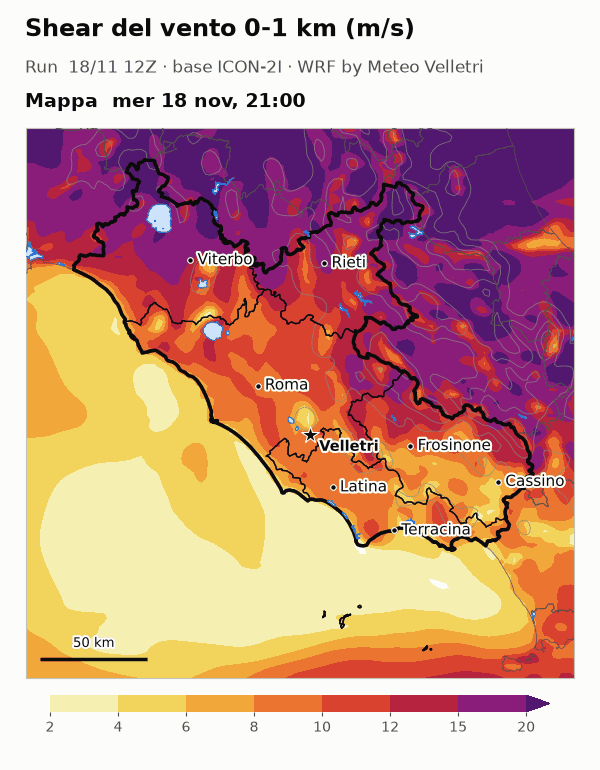 Shear del vento 0-1 km (m/s)
Run  18/11 12Z · base ICON-2I · WRF by Meteo Velletri
Mappa  mer 18 nov, 21:00
Viterbo
Rieti
Roma
Velletri
Frosinone
Cassino
Latina
Terracina
50 km
2 4 6 8 10 12 15 20